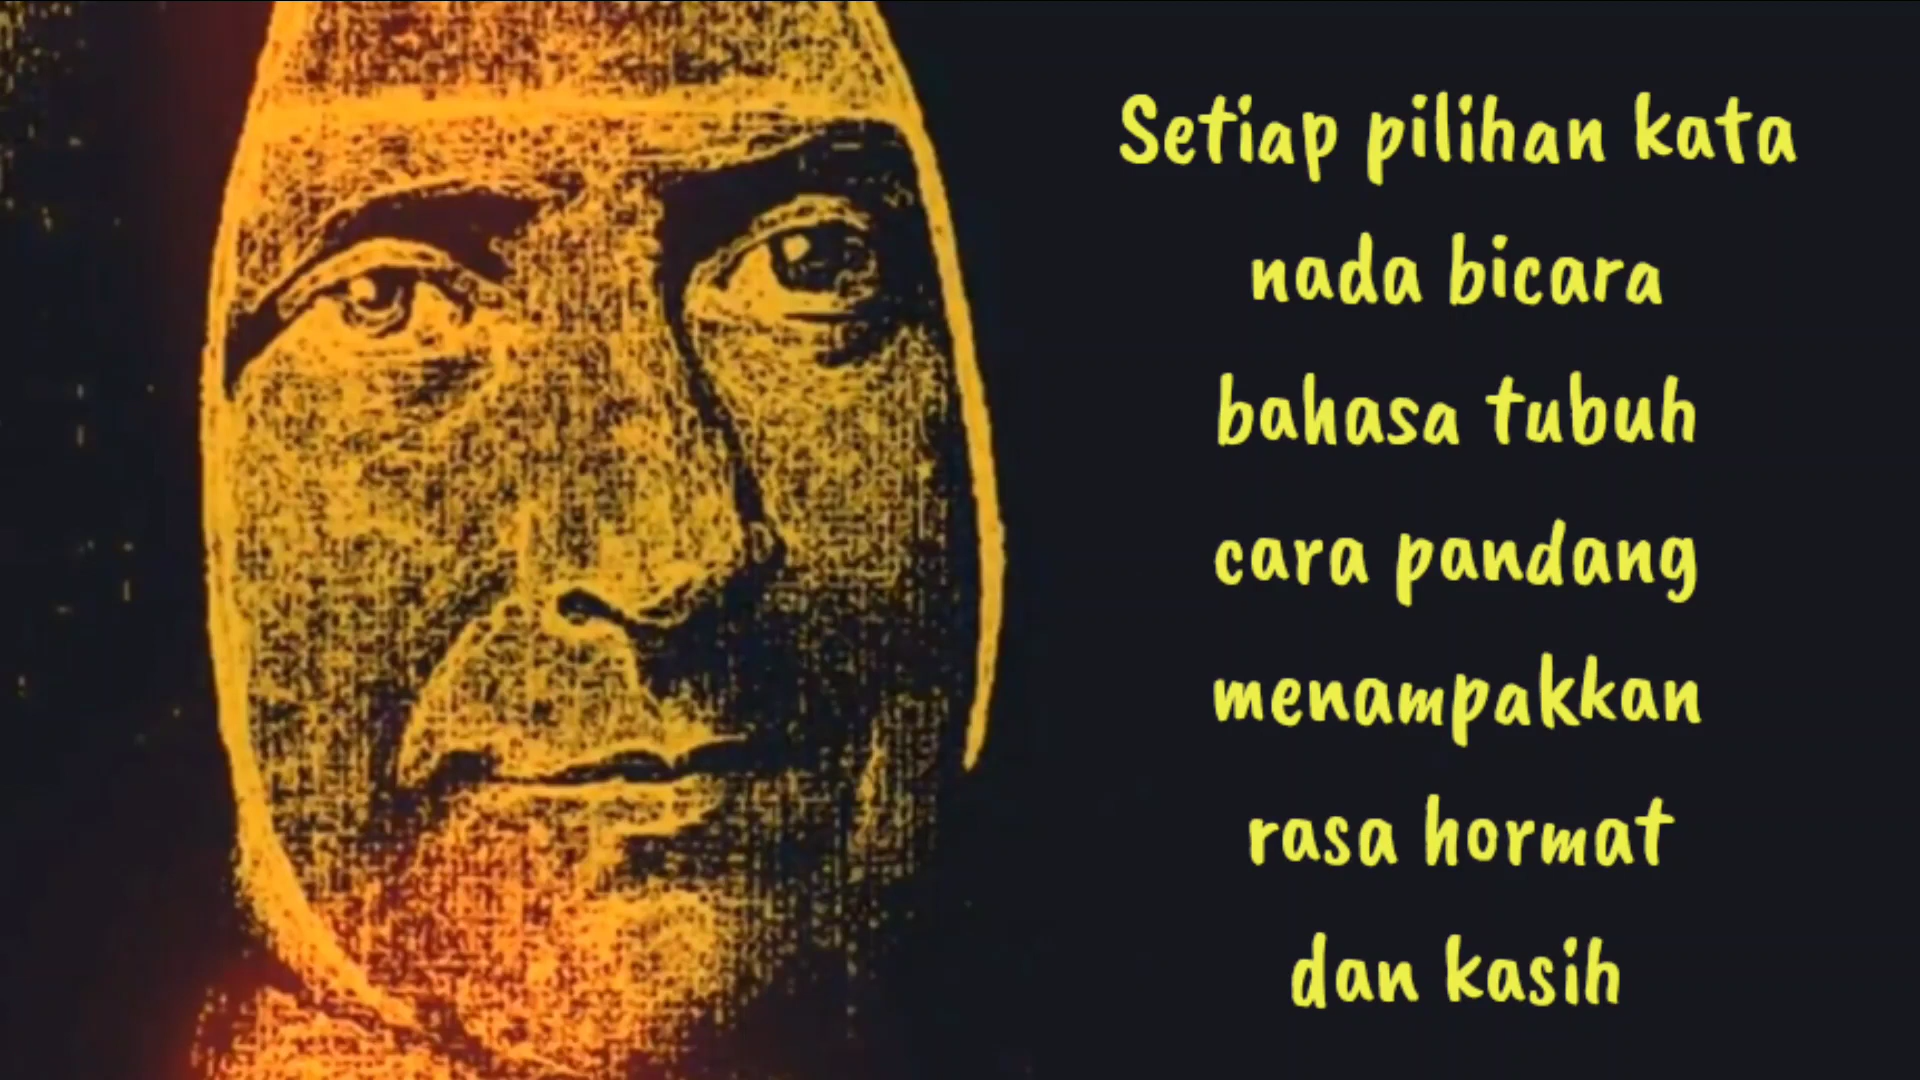 Setiap pilihan kata
nada bicara
bahasa tubuh
cara pandang
menampakkan
rasa hormat
dan kasih